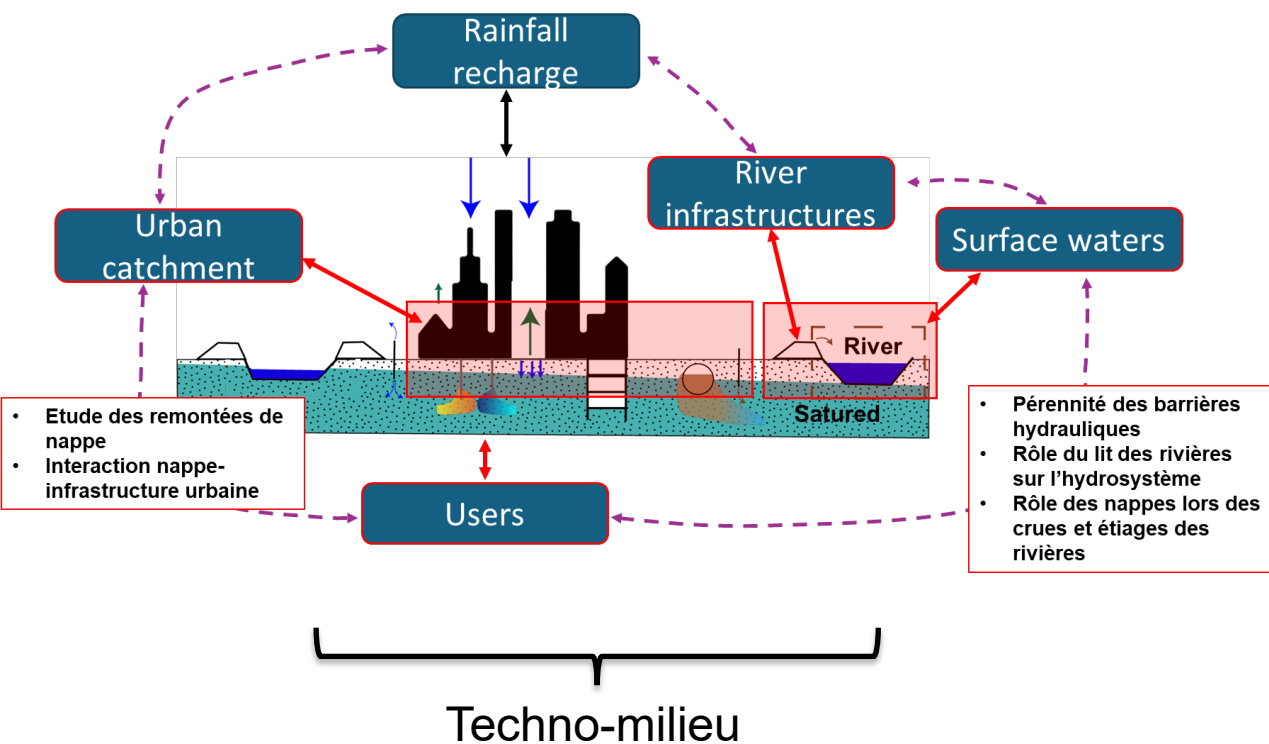 Rainfall
recharge
Urban
catchment
River
infrastructures
Surface waters
River
Satured
• Etude des remontées de
nappe
• Interaction nappe-
infrastructure urbaine
• Pérennité des barrières
hydrauliques
• Rôle du lit des rivières
sur l’hydrosystème
• Rôle des nappes lors des
crues et étiages des
rivières
Users
Techno-milieu